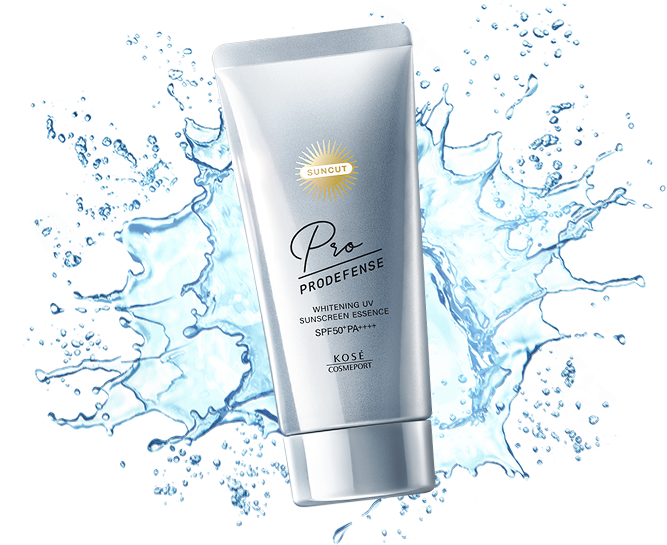 SUNCUT
Pro
PRODEFENSE
WHITENING UV
SUNSCREEN ESSENCE
SPF50+PA++++
KOSÉ
COSMEPORT